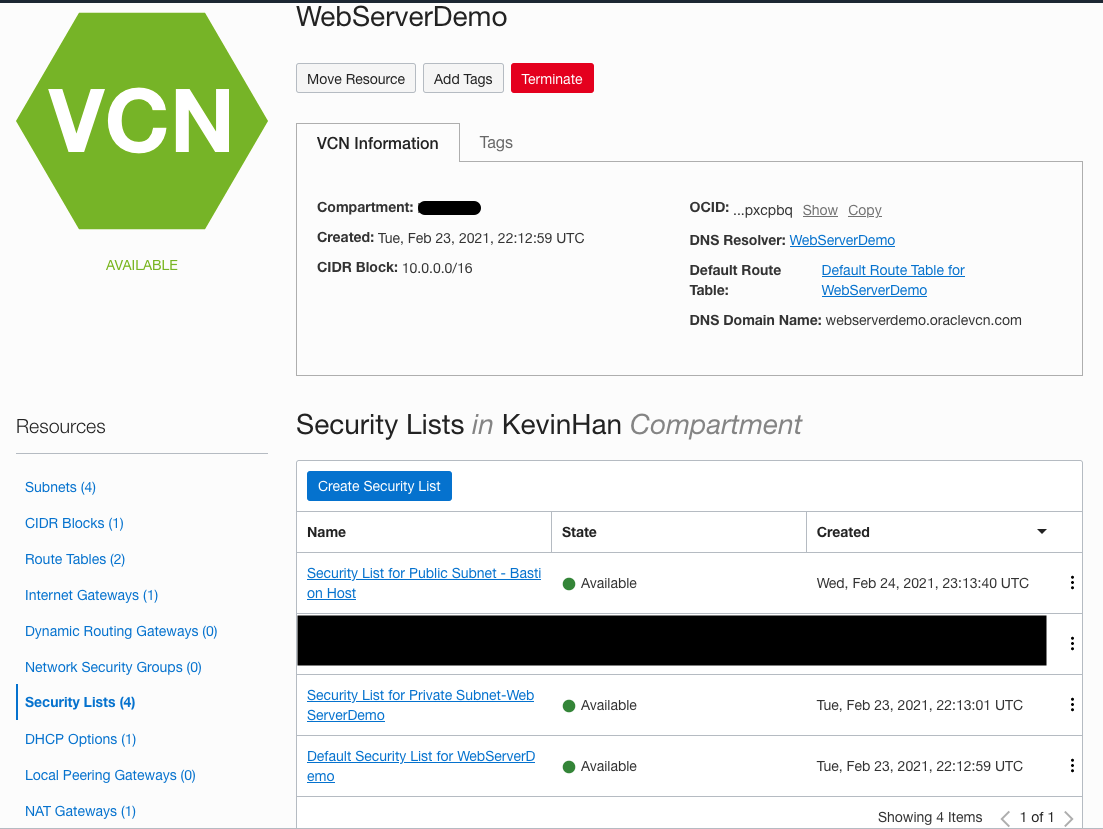 WebServerDemo
VCN
AVAILABLE
Move Resource Add Tags Terminate
VCN Information Tags
Compartment:
Created: Tue, Feb 23, 2021, 22:12:59 UTC
CIDR Block: 10.0.0.0/16
OCID: ...pxcpbq Show Copy
DNS Resolver: WebServerDemo
Default Route Default Route Table for
Table: WebServerDemo
DNS Domain Name: webserverdemo.oraclevcn.com
Resources
Subnets (4)
CIDR Blocks (1)
Route Tables (2)
Internet Gateways (1)
Dynamic Routing Gateways (0)
Network Security Groups (0)
Security Lists (4)
DHCP Options (1)
Local Peering Gateways (0)
NAT Gateways (1)
Security Lists in KevinHan Compartment
Create Security List
Name State Created
Security List for Public Subnet - Basti
on Host
Available Wed, Feb 24, 2021, 23:13:40 UTC
Security List for Private Subnet-Web
ServerDemo
Available Tue, Feb 23, 2021, 22:13:01 UTC
Default Security List for WebServerD
emo
Available Tue, Feb 23, 2021, 22:12:59 UTC
Showing 4 Items 1 of 1